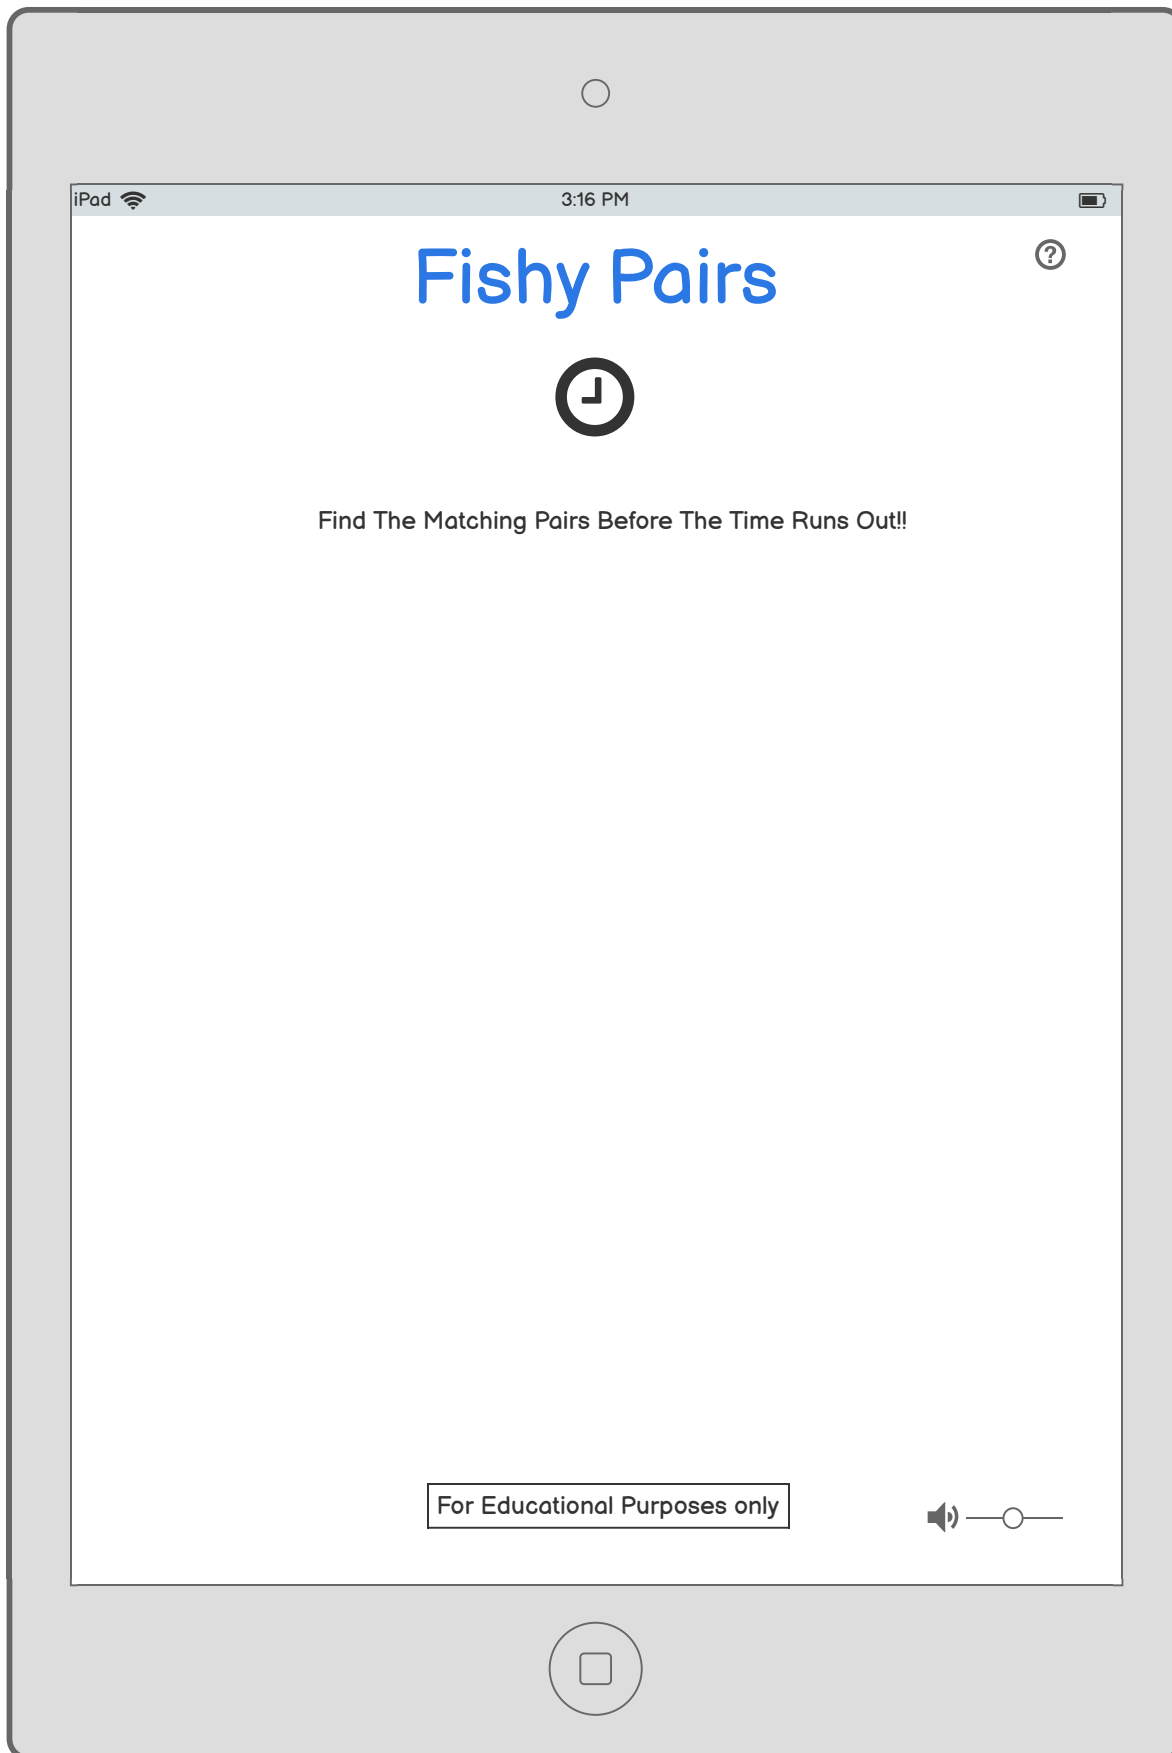 iPad 3:16 PM
Fishy Pairs
?
Find The Matching Pairs Before The Time Runs Out!!
For Educational Purposes only